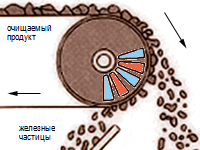 очищаемый
продукт
железные
частицы